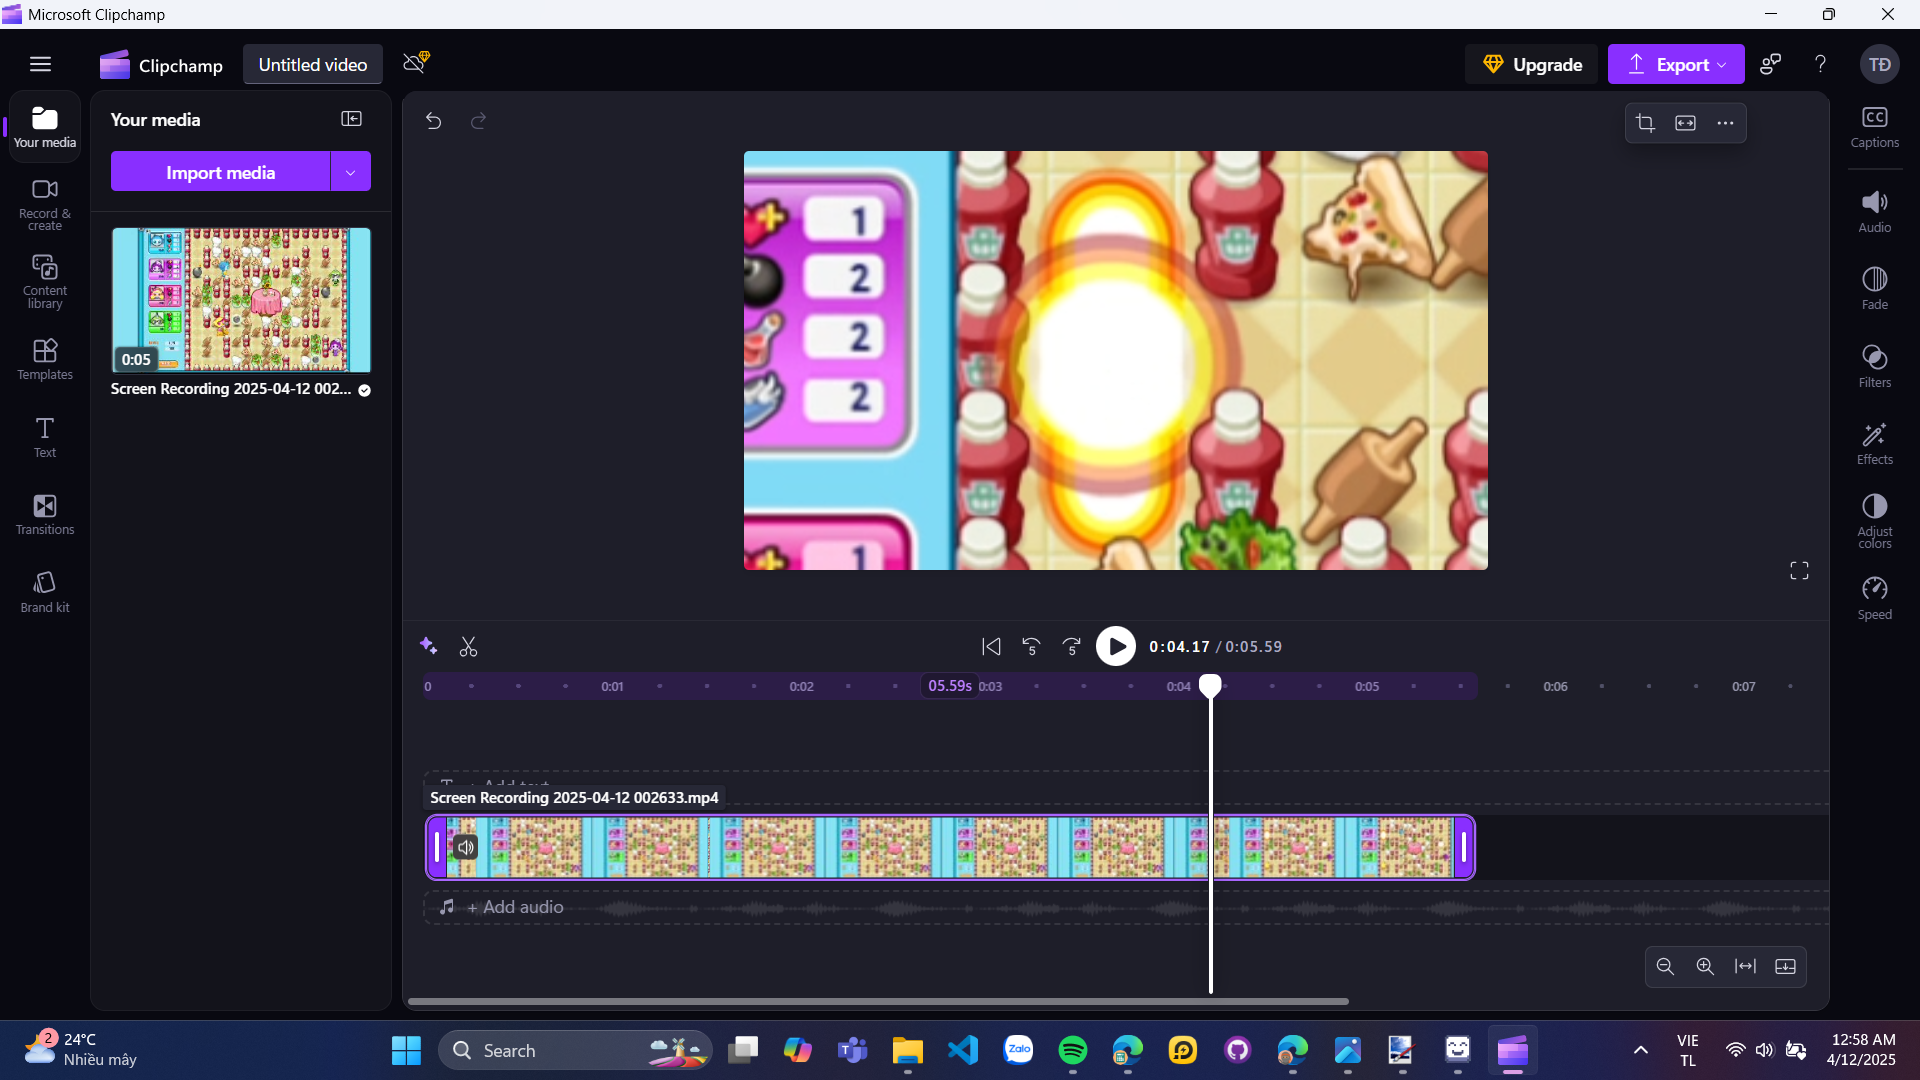 Microsoft Clipchamp
Clipchamp
Untitled video
Upgrade
Export
TĐ
Your media
Record &
create
Content
library
Templates
Text
Transitions
Brand kit
Your media
Import media
0:05
Screen Recording 2025-04-12 002...
1
2
2
2
1
CC
Captions
Audio
Fade
Filters
Effects
Adjust
colors
Speed
5
5
0:04.17 / 0:05.59
0
0:01
0:02
05.59s
0:03
0:04
0:05
0:06
0:07
Screen Recording 2025-04-12 002633.mp4
+ Add audio
2
24°C
Nhiều mây
Search
Zalo
VIE
TL
12:58 AM
4/12/2025